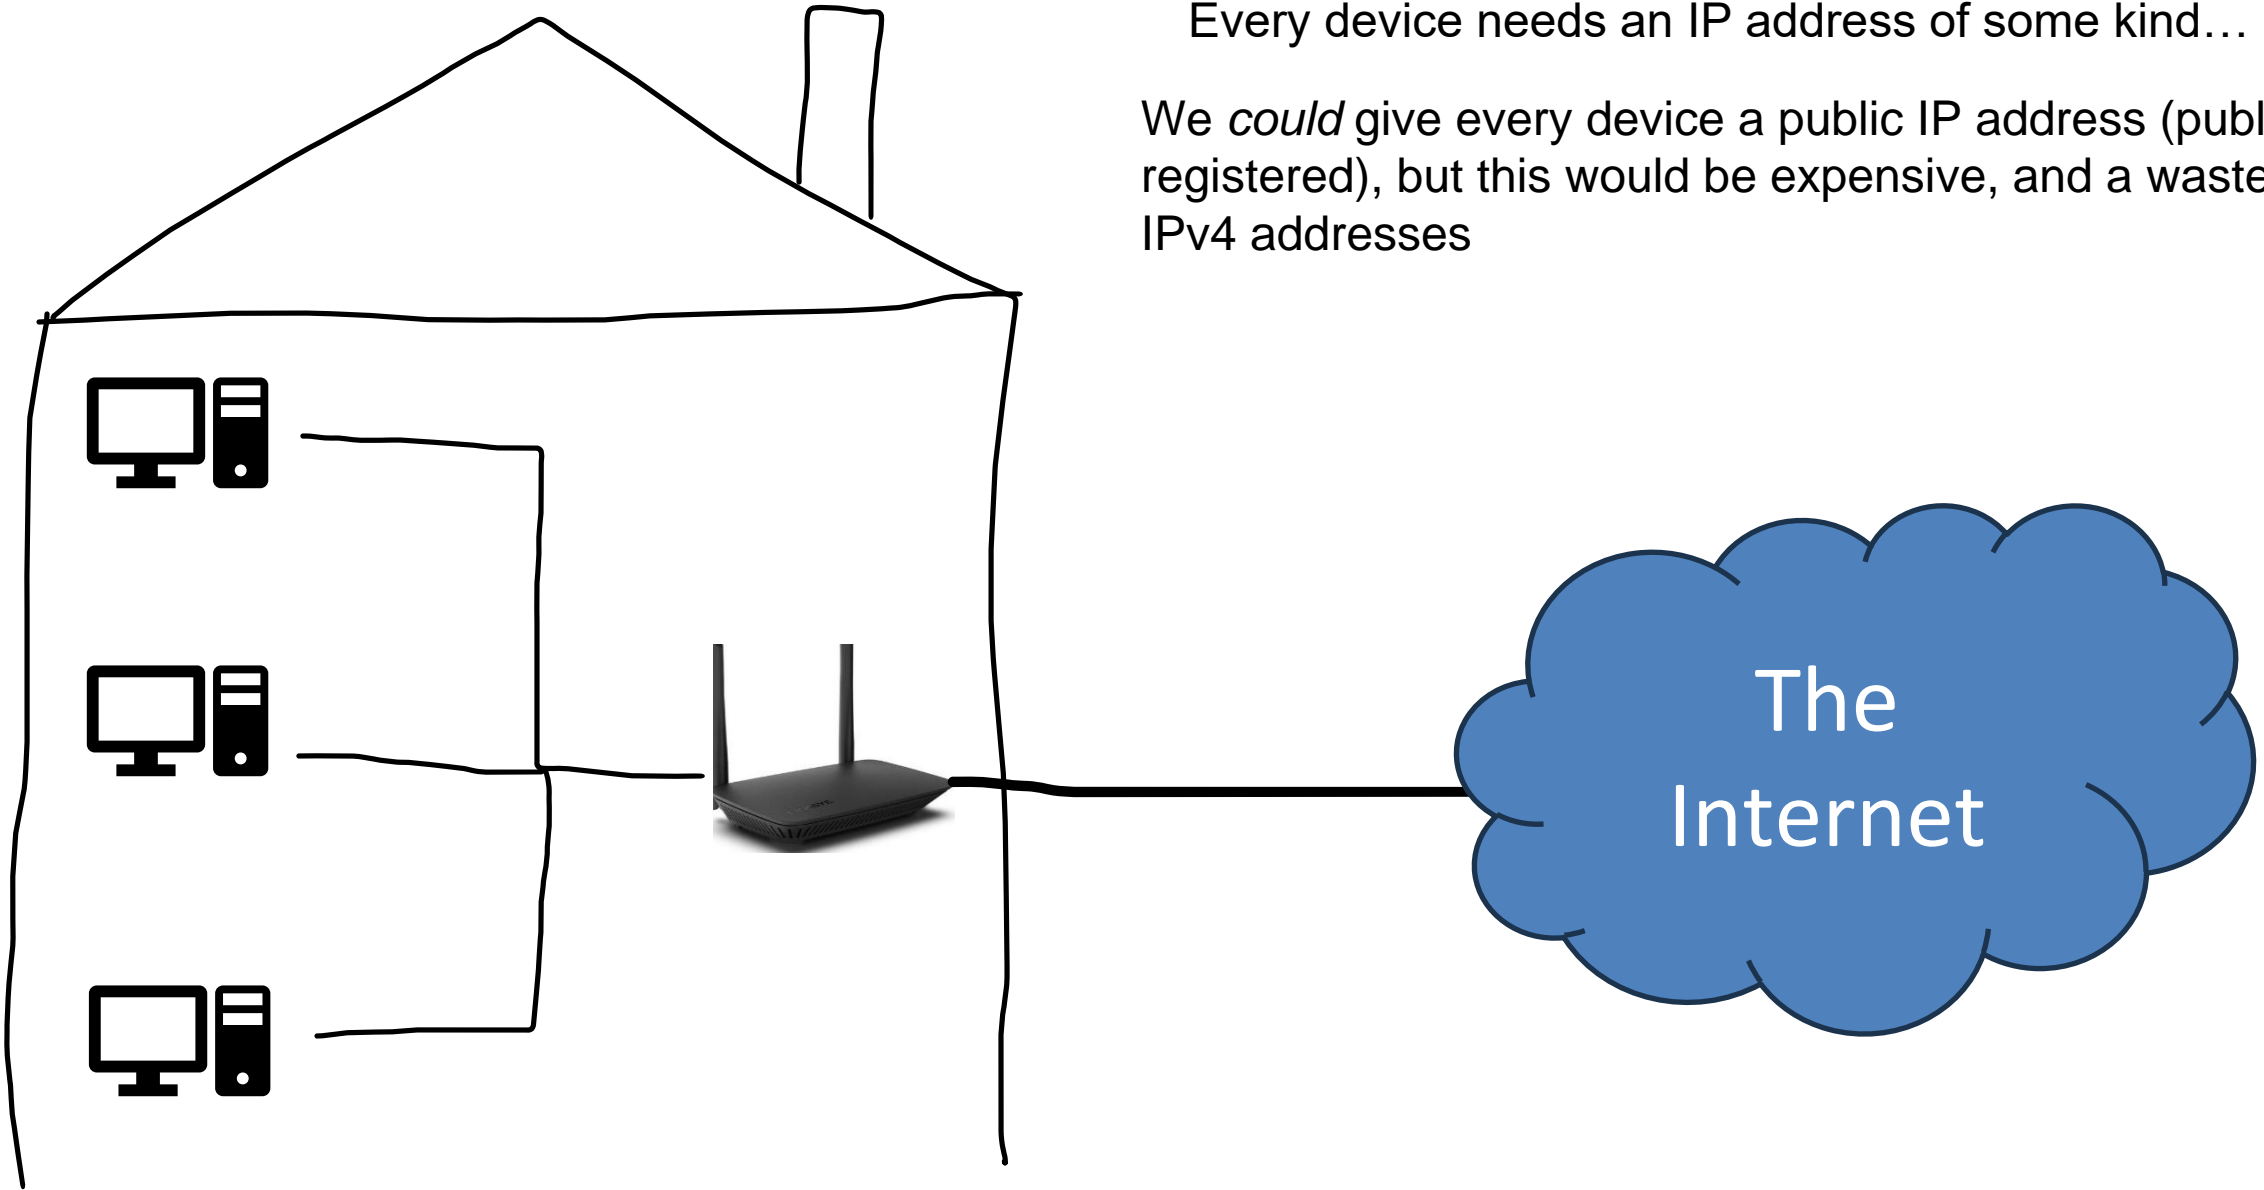 Every device needs an IP address of some kind…
We could give every device a public IP address (publ
registered), but this would be expensive, and a waste
IPv4 addresses
The
Internet